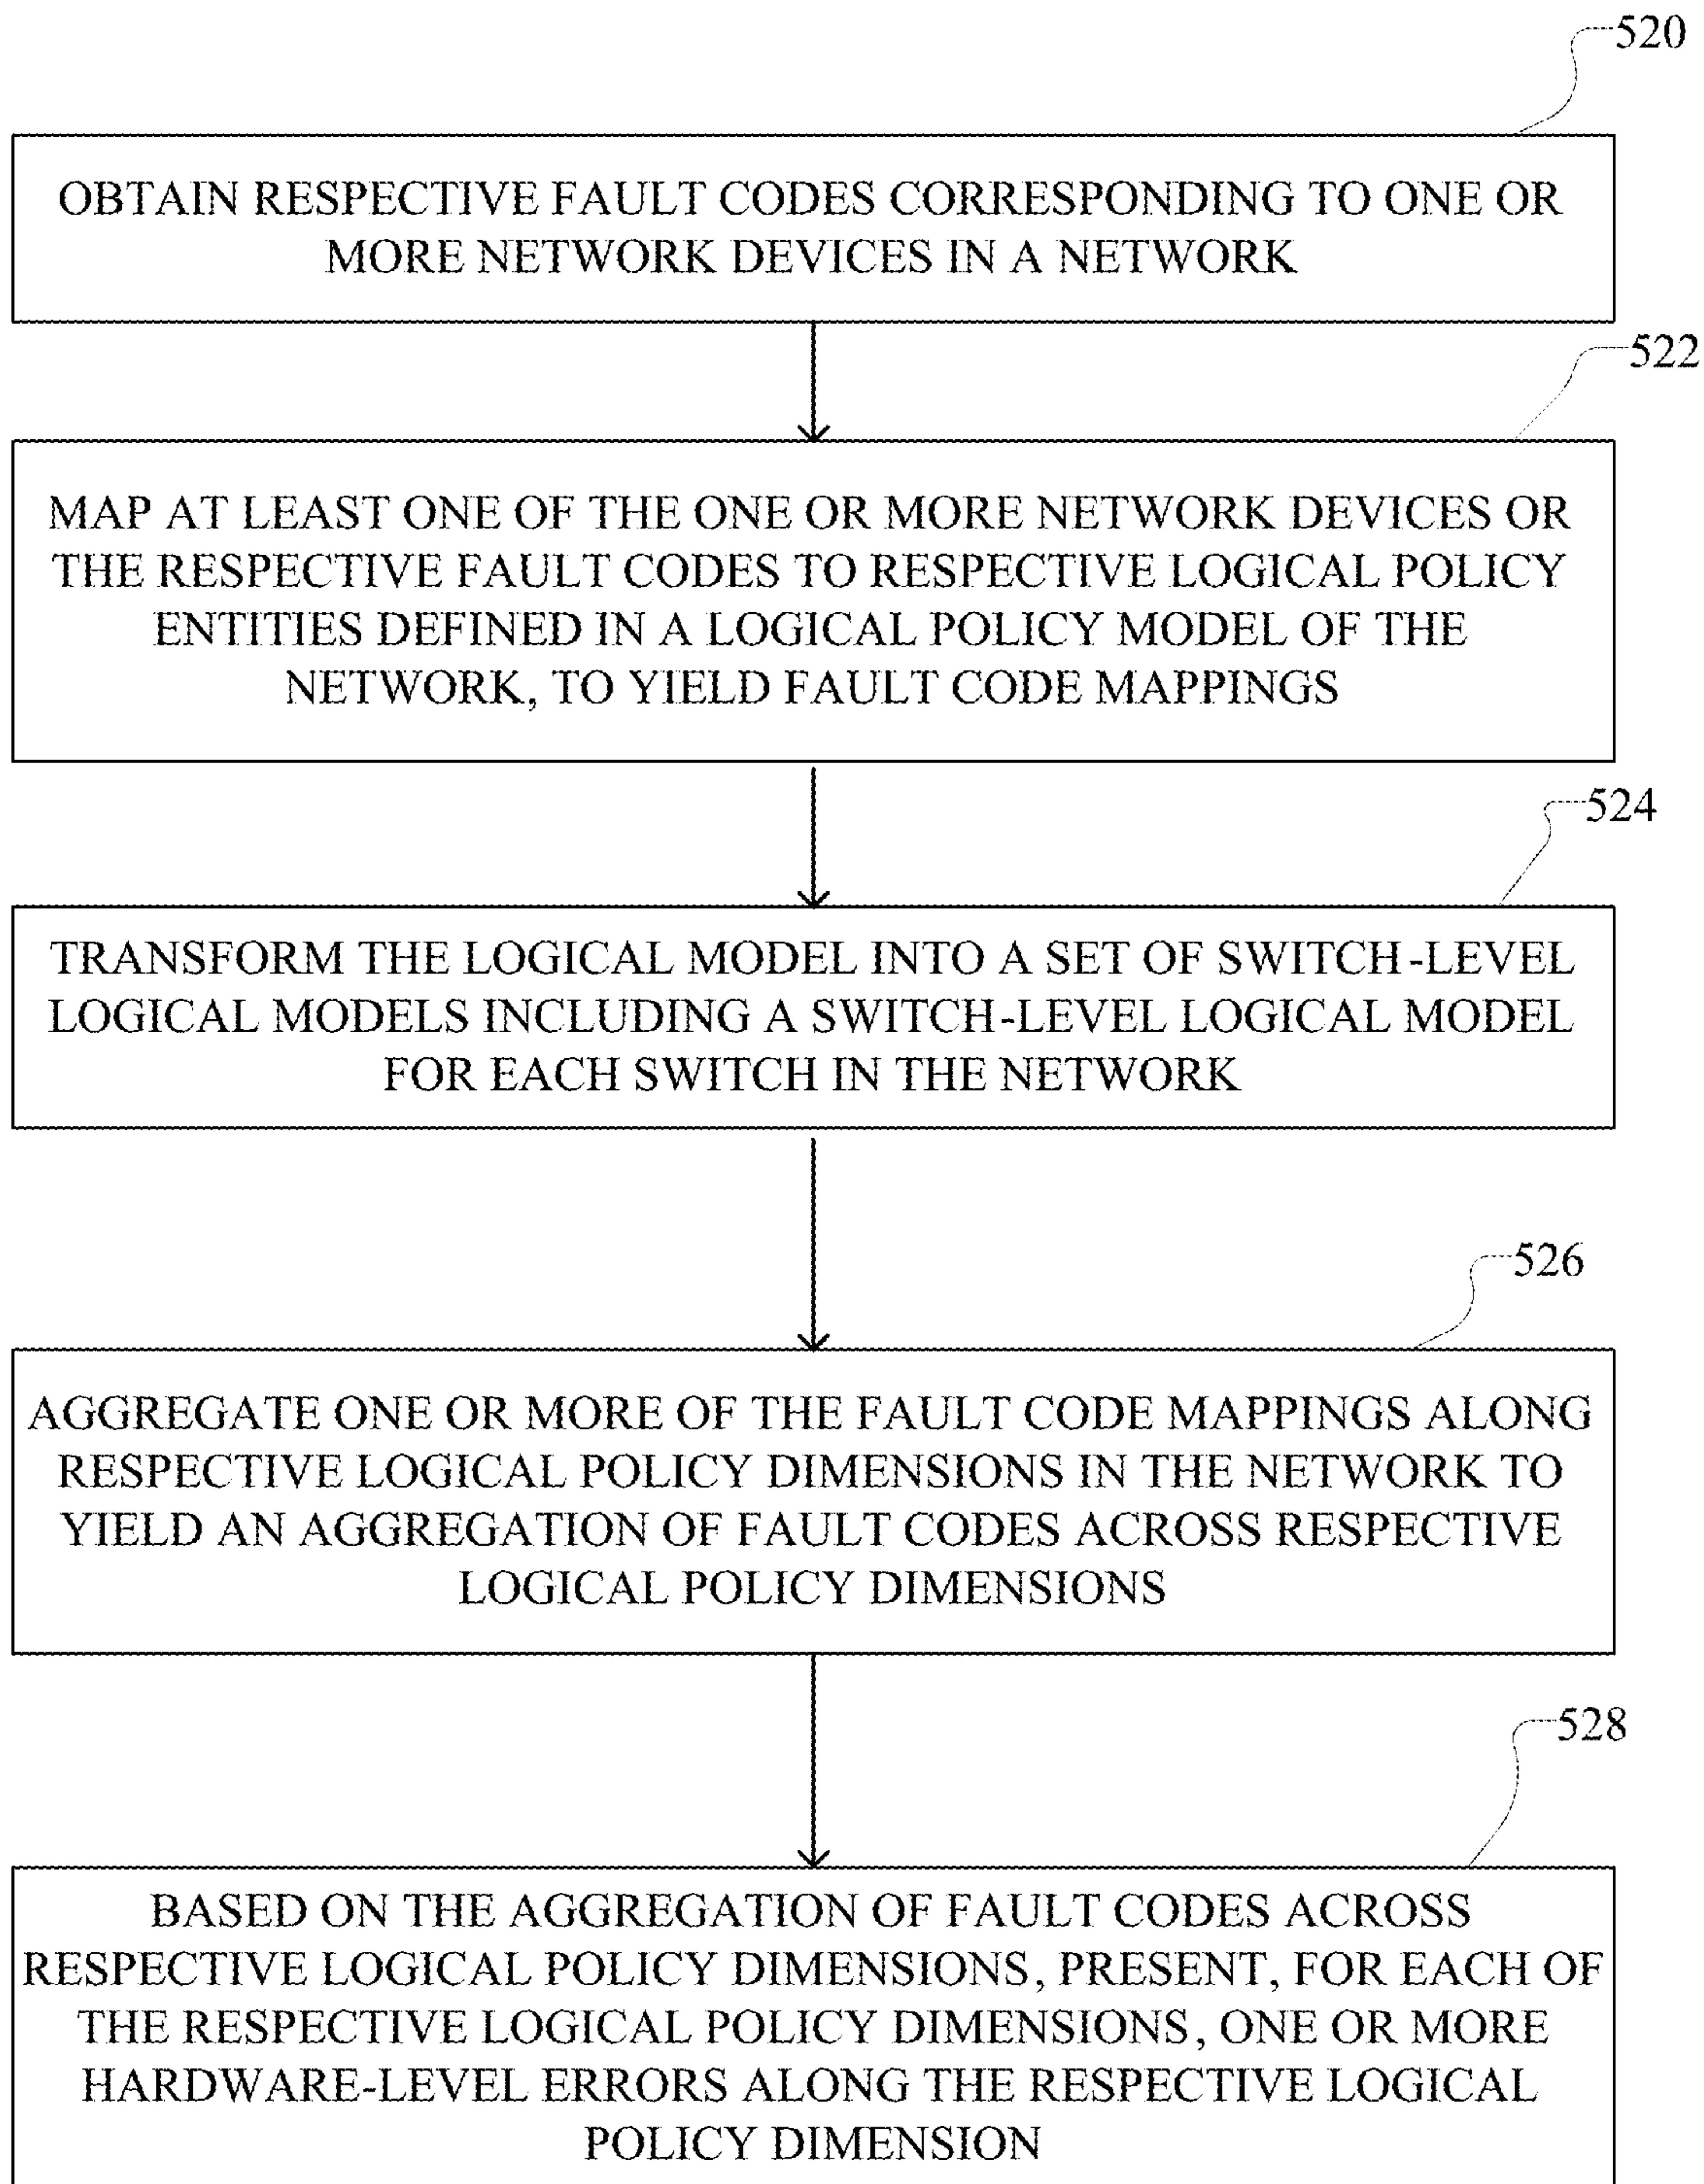 520
OBTAIN RESPECTIVE FAULT CODES CORRESPONDING TO ONE OR
MORE NETWORK DEVICES IN A NETWORK
522
MAP AT LEAST ONE OF THE ONE OR MORE NETWORK DEVICES OR
THE RESPECTIVE FAULT CODES TO RESPECTIVE LOGICAL POLICY
ENTITIES DEFINED IN A LOGICAL POLICY MODEL OF THE
NETWORK, TO YIELD FAULT CODE MAPPINGS
524
TRANSFORM THE LOGICAL MODEL INTO A SET OF SWITCH-LEVEL
LOGICAL MODELS INCLUDING A SWITCH-LEVEL LOGICAL MODEL
FOR EACH SWITCH IN THE NETWORK
526
AGGREGATE ONE OR MORE OF THE FAULT CODE MAPPINGS ALONG
RESPECTIVE LOGICAL POLICY DIMENSIONS IN THE NETWORK TO
YIELD AN AGGREGATION OF FAULT CODES ACROSS RESPECTIVE
LOGICAL POLICY DIMENSIONS
528
BASED ON THE AGGREGATION OF FAULT CODES ACROSS
RESPECTIVE LOGICAL POLICY DIMENSIONS, PRESENT, FOR EACH OF
THE RESPECTIVE LOGICAL POLICY DIMENSIONS, ONE OR MORE
HARDWARE-LEVEL ERRORS ALONG THE RESPECTIVE LOGICAL
POLICY DIMENSION